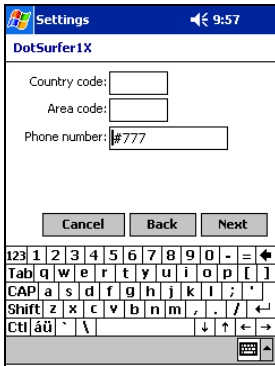 Settings 9:57
DotSurfer1X
Country code:
Area code:
Phone number: #777
Cancel Back Next
123 1 2 3 4 5 6 7 8 9 0 - =
Tab q w e r t y u i o p [ ]
CAP a s d f g h j k l ; '
Shift z x c v b n m , . /
Ctl áü ` \